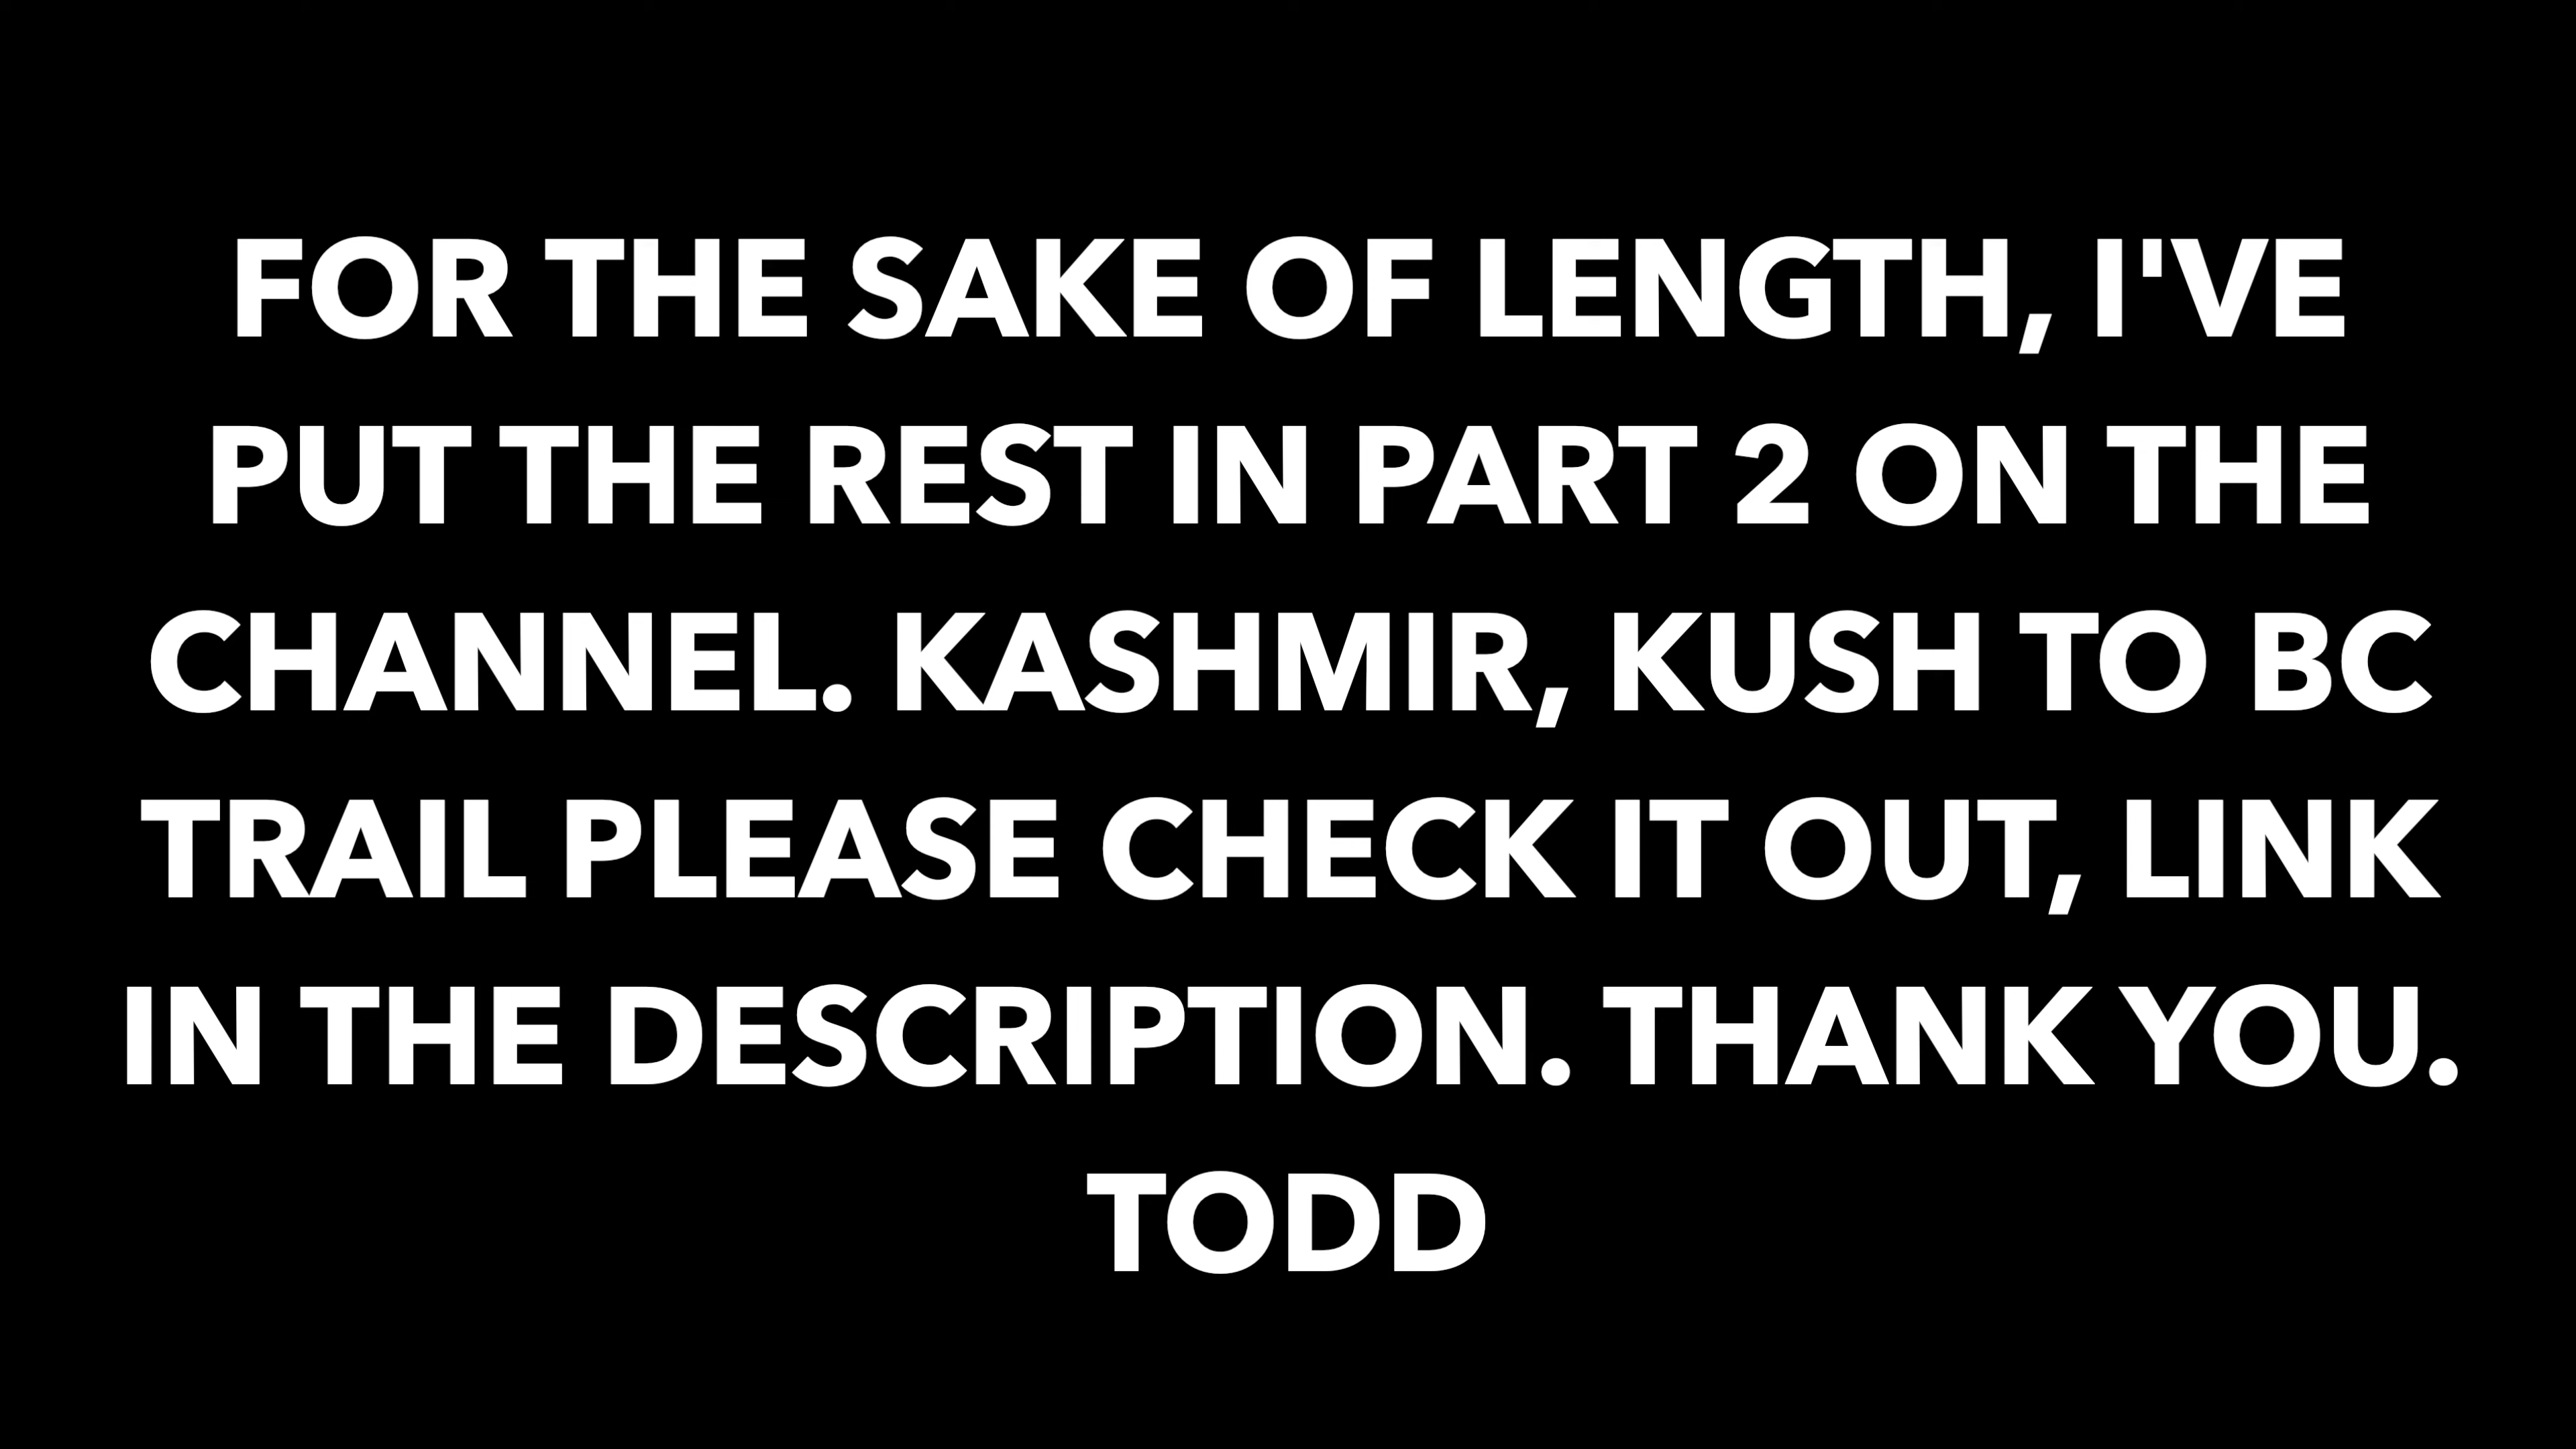 FOR THE SAKE OF LENGTH, I'VE
PUT THE REST IN PART 2 ON THE
CHANNEL. KASHMIR, KUSH TO BC
TRAIL PLEASE CHECK IT OUT, LINK
IN THE DESCRIPTION. THANK YOU.
TODD